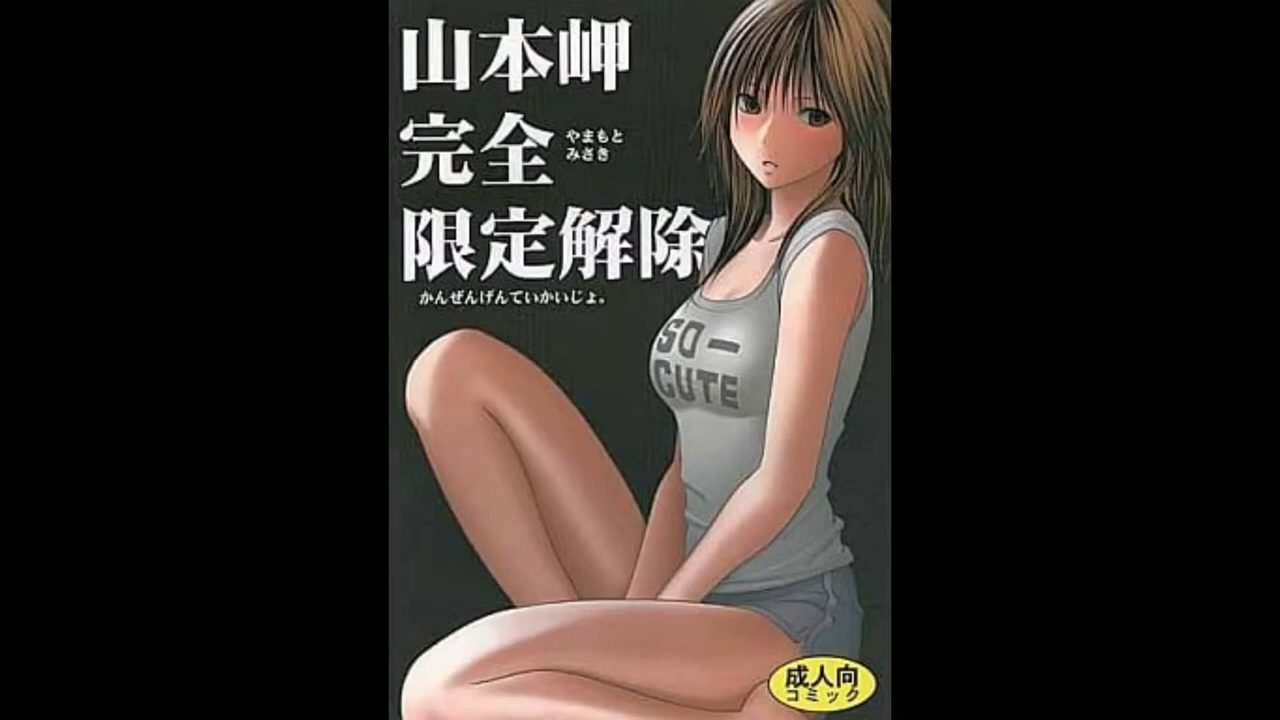 山本岬
完全
やまもと
みさき
限定解除
かんぜんげんていかいじょ。
SO-
CUTE
成人向
コミック